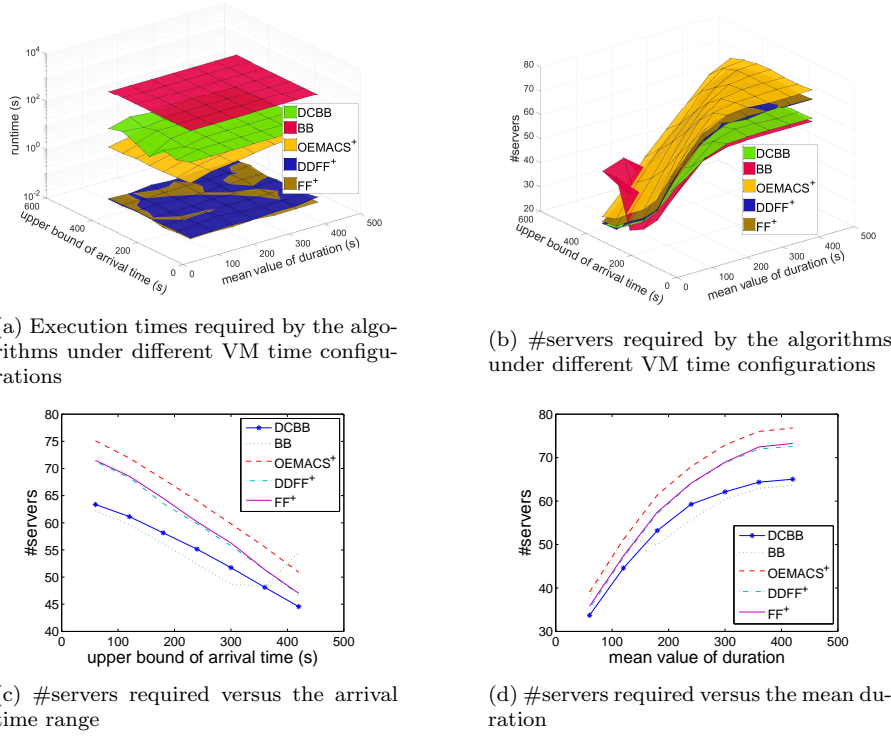 10^4
10^2
10^0
10^-2
runtime (s)
600
400
200
0
upper bound of arrival time (s)
0
100
200
300
400
500
mean value of duration (s)
DCBB
BB
OEMACS+
DDFF+
FF+
80
70
60
50
40
30
20
#servers
600
400
200
0
upper bound of arrival time (s)
0
100
200
300
400
500
mean value of duration (s)
DCBB
BB
OEMACS+
DDFF+
FF+
(a) Execution times required by the algo-
rithms under different VM time configu-
rations
(b) #servers required by the algorithms
under different VM time configurations
80
75
70
65
60
55
50
45
40
#servers
0
100
200
300
400
500
upper bound of arrival time (s)
DCBB
BB
OEMACS+
DDFF+
FF+
80
70
60
50
40
30
#servers
0
100
200
300
400
500
mean value of duration
DCBB
BB
OEMACS+
DDFF+
FF+
(c) #servers required versus the arrival
time range
(d) #servers required versus the mean du-
ration